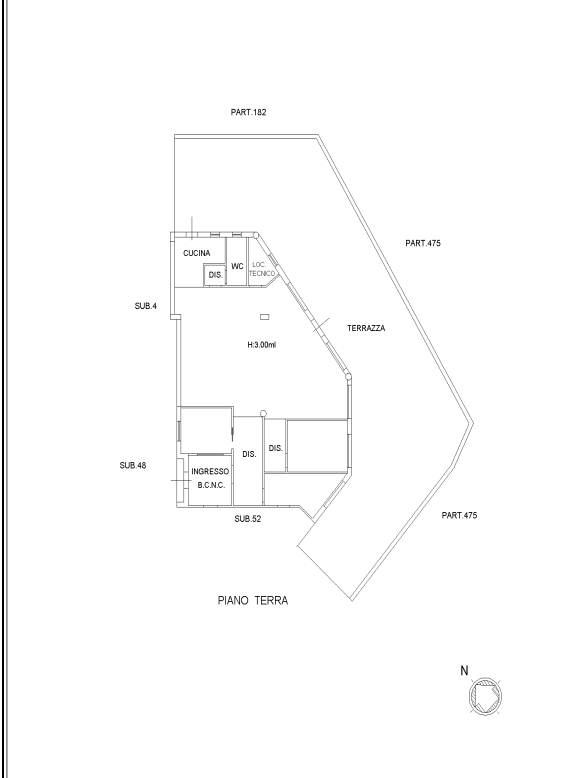 PART.182
PART.475
CUCINA
WC
LOC.
TECNICO
DIS.
SUB.4
TERRAZZA
H:3.00ml
DIS.
DIS.
SUB.48
INGRESSO
B.C.N.C.
SUB.52
PART.475
PIANO TERRA
N